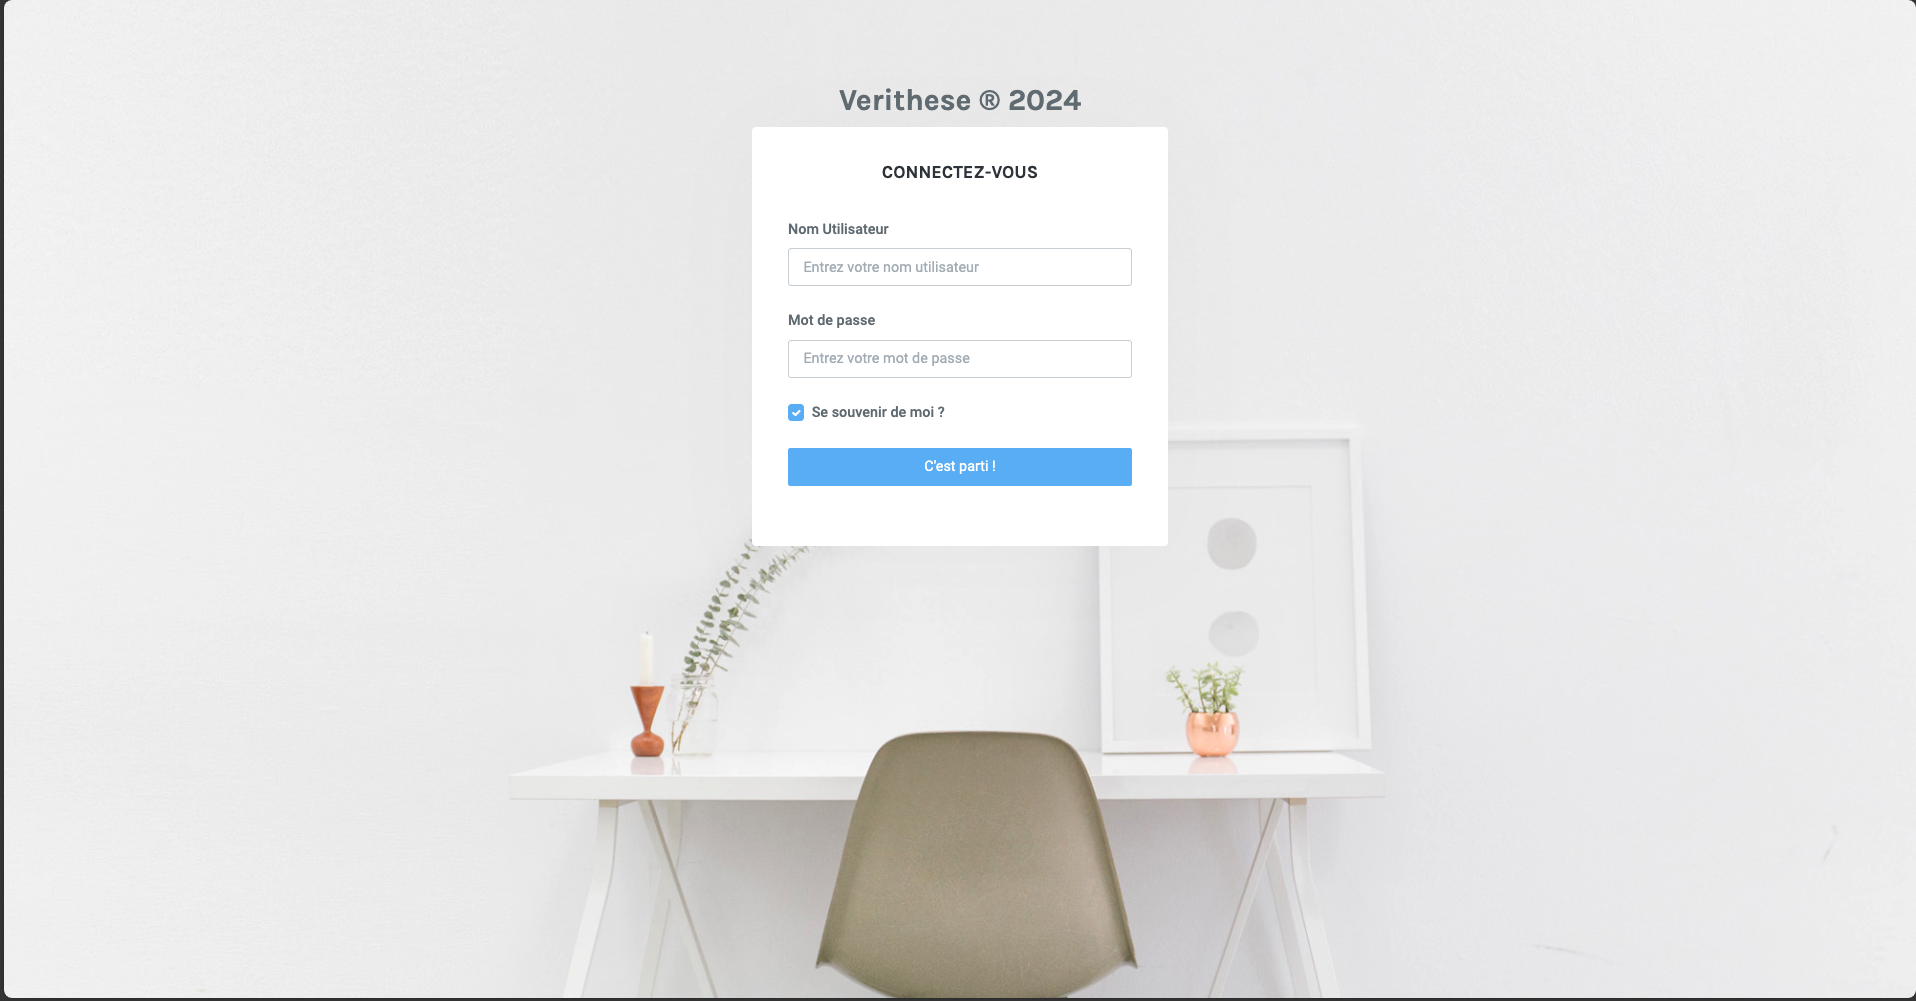 Verithese ® 2024
CONNECTEZ-VOUS
Nom Utilisateur
Entrez votre nom utilisateur
Mot de passe
Entrez votre mot de passe
Se souvenir de moi ?
C'est parti !